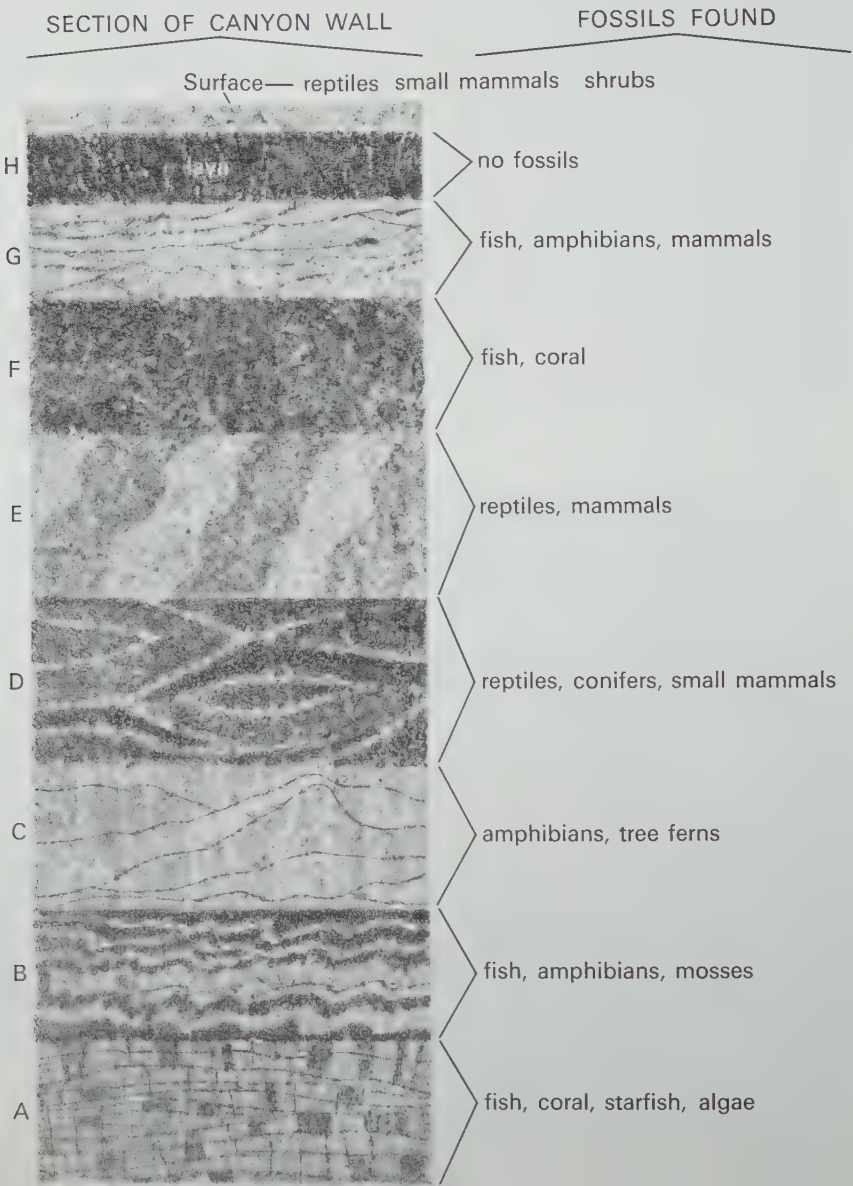 SECTION OF CANYON WALL
FOSSILS FOUND
Surface— reptiles small mammals shrubs
H
lava
no fossils
G
fish, amphibians, mammals
F
fish, coral
E
reptiles, mammals
D
reptiles, conifers, small mammals
C
amphibians, tree ferns
B
fish, amphibians, mosses
A
fish, coral, starfish, algae